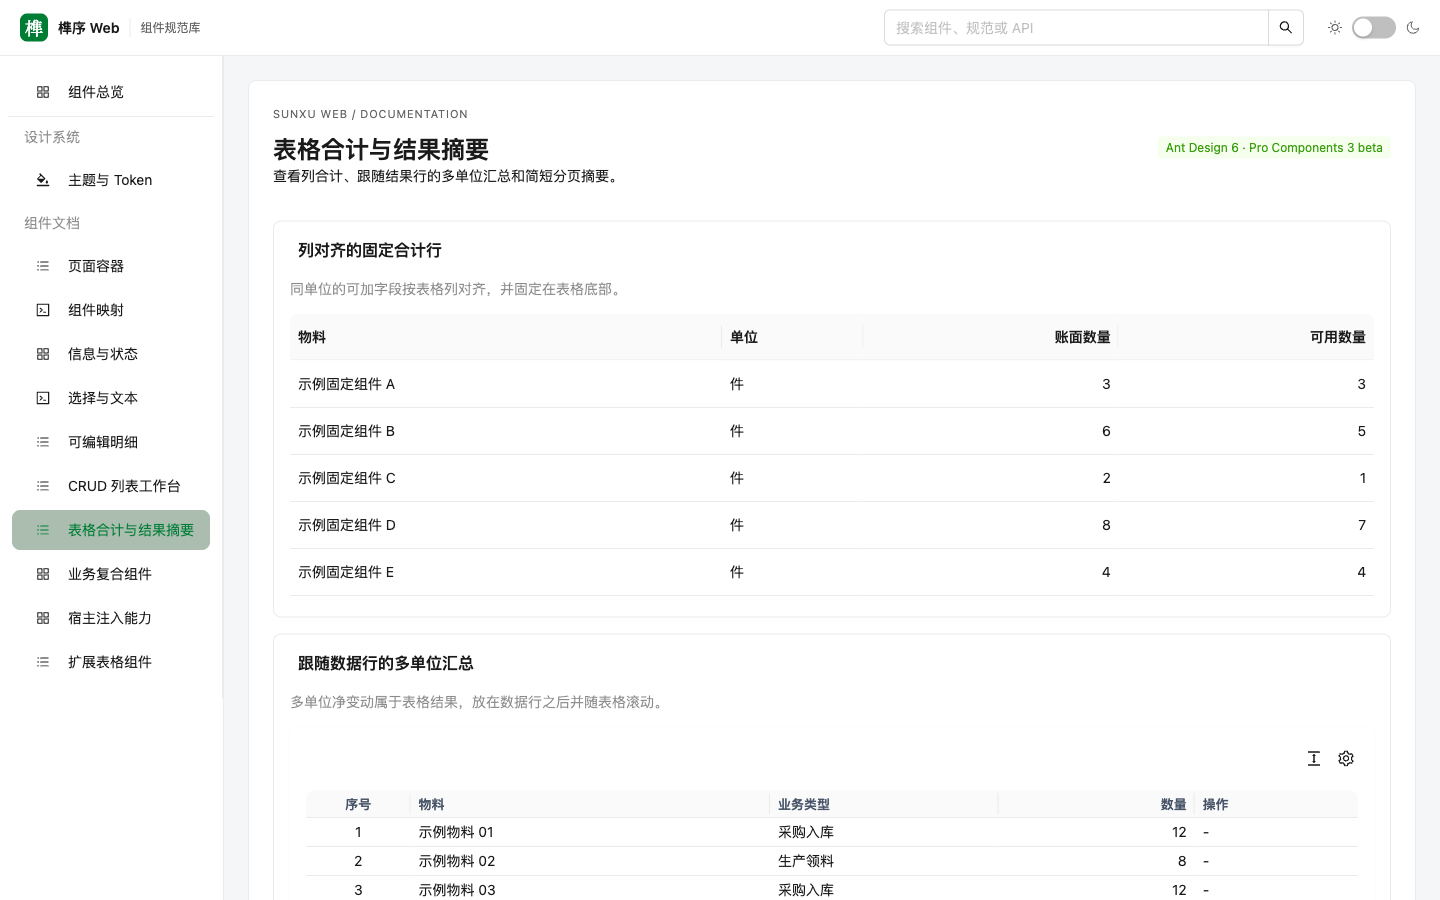 榫 榫序 Web 组件规范库 搜索组件、规范或 API
组件总览
设计系统
主题与 Token
组件文档
页面容器
组件映射
信息与状态
选择与文本
可编辑明细
CRUD 列表工作台
表格合计与结果摘要
业务复合组件
宿主注入能力
扩展表格组件
SUNXU WEB / DOCUMENTATION
表格合计与结果摘要
Ant Design 6 · Pro Components 3 beta
查看列合计、跟随结果行的多单位汇总和简短分页摘要。
列对齐的固定合计行
同单位的可加字段按表格列对齐，并固定在表格底部。
物料 单位 账面数量 可用数量
示例固定组件 A 件 3 3
示例固定组件 B 件 6 5
示例固定组件 C 件 2 1
示例固定组件 D 件 8 7
示例固定组件 E 件 4 4
跟随数据行的多单位汇总
多单位净变动属于表格结果，放在数据行之后并随表格滚动。
序号 物料 业务类型 数量 操作
1 示例物料 01 采购入库 12 -
2 示例物料 02 生产领料 8 -
3 示例物料 03 采购入库 12 -